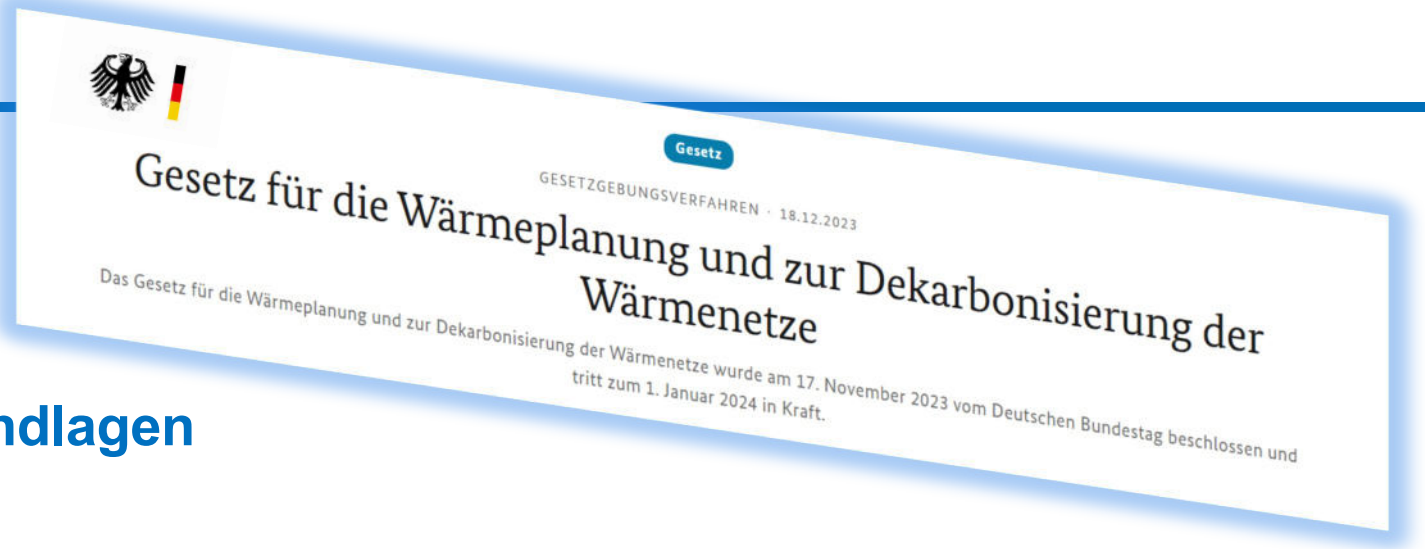 Gesetz
GESETZGEBUNGSVERFAHREN · 18.12.2023
Gesetz für die Wärmeplanung und zur Dekarbonisierung der
Wärmenetze
Das Gesetz für die Wärmeplanung und zur Dekarbonisierung der Wärmenetze wurde am 17. November 2023 vom Deutschen Bundestag beschlossen und
tritt zum 1. Januar 2024 in Kraft.
ndlagen